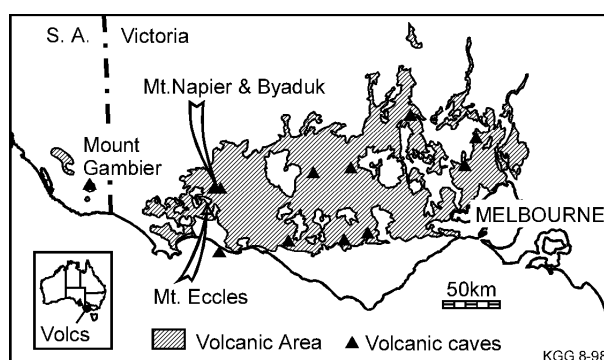 S. A.
Victoria
Mt.Napier & Byaduk
Mount
Gambier
MELBOURNE
Mt. Eccles
50km
Volcs
Volcanic Area
Volcanic caves
KGG 8-98